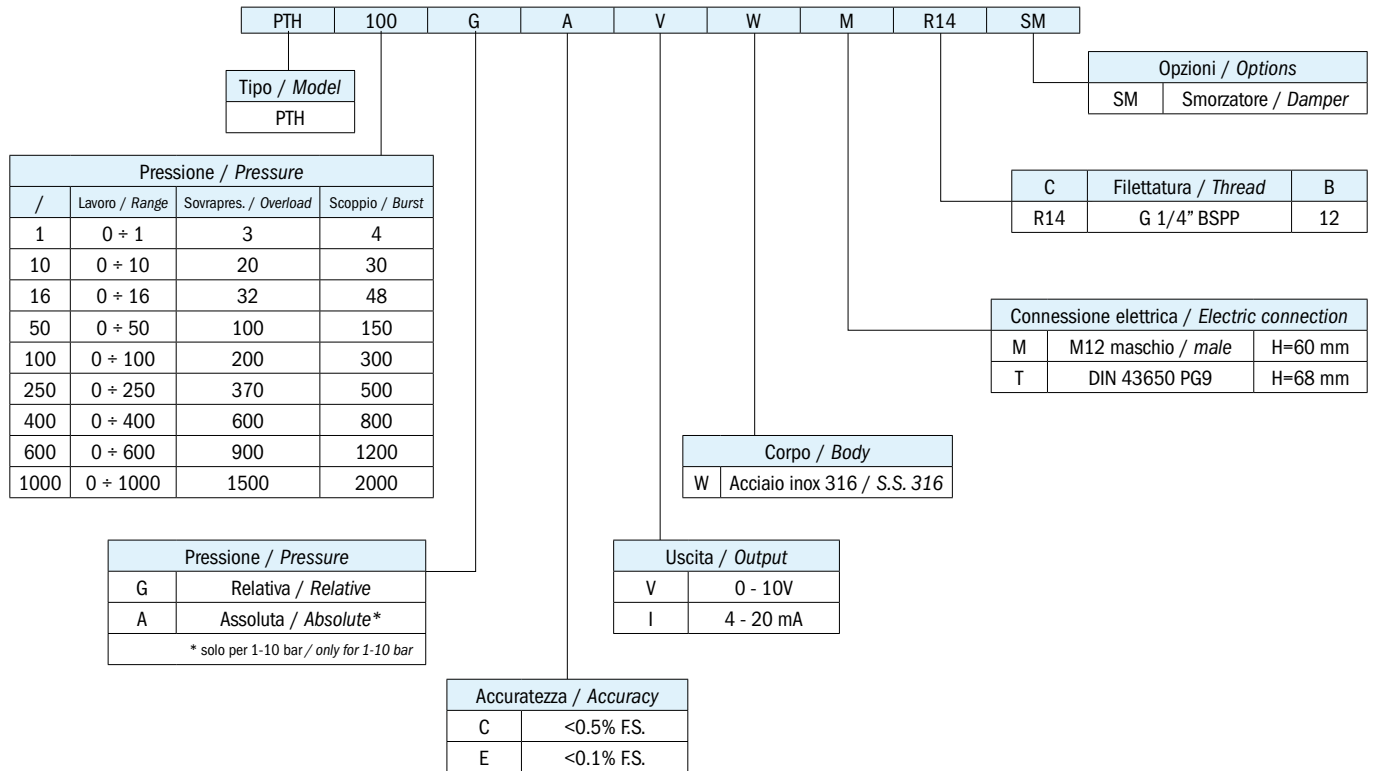 PTH 100 G A V W M R14 SM
Tipo / Model
PTH
Opzioni / Options
SM Smorzatore / Damper
Pressione / Pressure
/ Lavoro / Range Sovrapres. / Overload Scoppio / Burst
1 0 ÷ 1 3 4
10 0 ÷ 10 20 30
16 0 ÷ 16 32 48
50 0 ÷ 50 100 150
100 0 ÷ 100 200 300
250 0 ÷ 250 370 500
400 0 ÷ 400 600 800
600 0 ÷ 600 900 1200
1000 0 ÷ 1000 1500 2000
C Filettatura / Thread B
R14 G 1/4” BSPP 12
Connessione elettrica / Electric connection
M M12 maschio / male H=60 mm
T DIN 43650 PG9 H=68 mm
Corpo / Body
W Acciaio inox 316 / S.S. 316
Pressione / Pressure
G Relativa / Relative
A Assoluta / Absolute*
* solo per 1-10 bar / only for 1-10 bar
Uscita / Output
V 0 - 10V
I 4 - 20 mA
Accuratezza / Accuracy
C <0.5% F.S.
E <0.1% F.S.